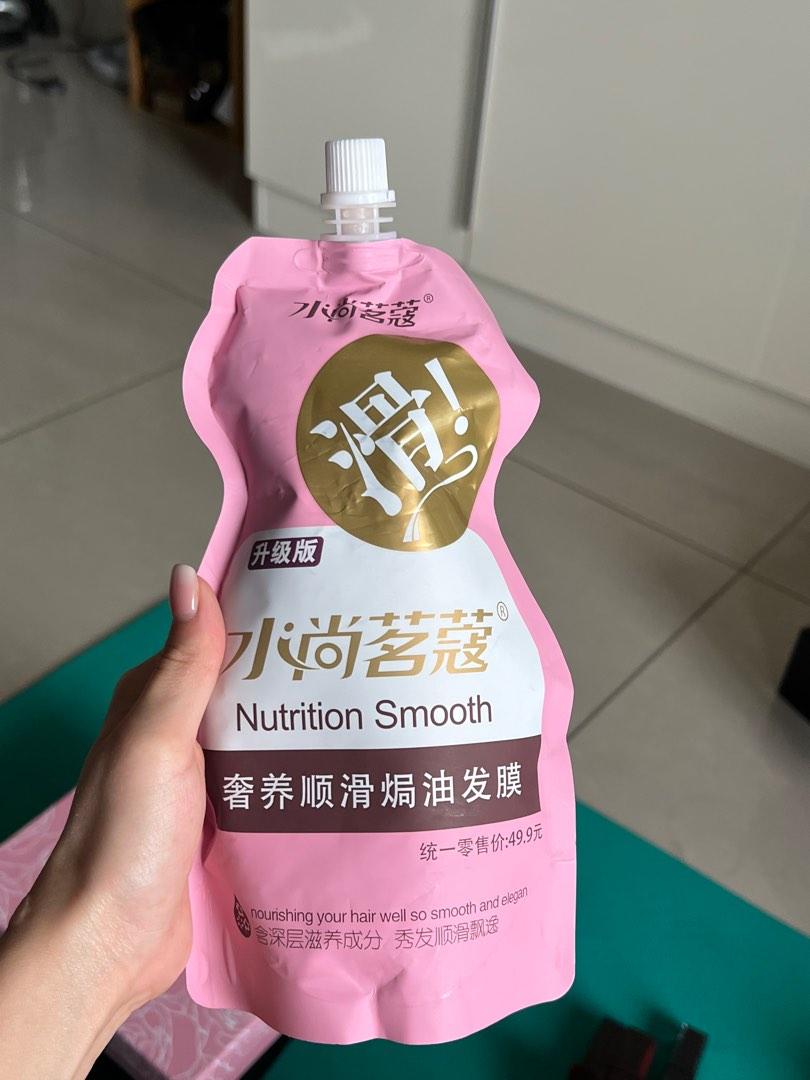 水尚茗蔻®
滑!
升级版
水尚茗蔻®
Nutrition Smooth
奢养顺滑焗油发膜
统一零售价:49.9元
nourishing your hair well so smooth and elegan
含深层滋养成分 秀发顺滑飘逸